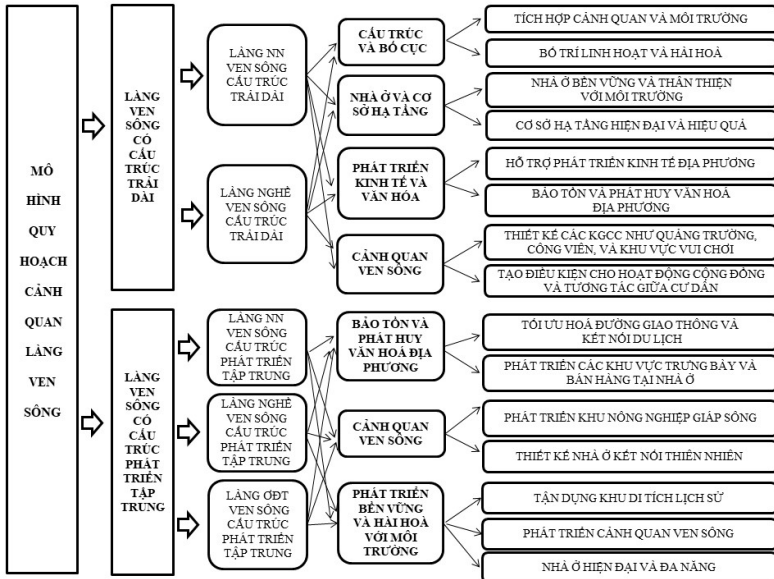 MÔ
HÌNH
QUY
HOẠCH
CẢNH
QUAN
LÀNG
VEN
SÔNG
LÀNG
VEN
SÔNG
CÓ
CẤU
TRÚC
TRẢI
DÀI
LÀNG NN
VEN SÔNG
CẤU TRÚC
TRẢI DÀI
LÀNG NGHỀ
VEN SÔNG
CẤU TRÚC
TRẢI DÀI
CẤU TRÚC
VÀ BỐ CỤC
NHÀ Ở VÀ CƠ
SỞ HẠ TẦNG
PHÁT TRIỂN
KINH TẾ VÀ
VĂN HÓA
CẢNH QUAN
VEN SÔNG
TÍCH HỢP CẢNH QUAN VÀ MÔI TRƯỜNG
BỐ TRÍ LINH HOẠT VÀ HÀI HOÀ
NHÀ Ở BỀN VỮNG VÀ THÂN THIỆN
VỚI MÔI TRƯỜNG
CƠ SỞ HẠ TẦNG HIỆN ĐẠI VÀ HIỆU QUẢ
HỖ TRỢ PHÁT TRIỂN KINH TẾ ĐỊA PHƯƠNG
BẢO TỒN VÀ PHÁT HUY VĂN HOÁ
ĐỊA PHƯƠNG
THIẾT KẾ CÁC KGCC NHƯ QUẢNG TRƯỜNG,
CÔNG VIÊN, VÀ KHU VỰC VUI CHƠI
TẠO ĐIỀU KIỆN CHO HOẠT ĐỘNG CỘNG ĐỒNG
VÀ TƯƠNG TÁC GIỮA CƯ DÂN
LÀNG
VEN
SÔNG
CÓ
CẤU
TRÚC
PHÁT
TRIỂN
TẬP
TRUNG
LÀNG NN
VEN SÔNG
CẤU TRÚC
PHÁT TRIỂN
TẬP TRUNG
LÀNG NGHỀ
VEN SÔNG
CẤU TRÚC
PHÁT TRIỂN
TẬP TRUNG
LÀNG ƠĐT
VEN SÔNG
CẤU TRÚC
PHÁT TRIỂN
TẬP TRUNG
BẢO TỒN VÀ
PHÁT HUY
VĂN HOÁ ĐỊA
PHƯƠNG
CẢNH QUAN
VEN SÔNG
PHÁT TRIỂN
BỀN VỮNG
VÀ HÀI HOÀ
VỚI MÔI
TRƯỜNG
TỐI ƯU HOÁ ĐƯỜNG GIAO THÔNG VÀ
KẾT NỐI DU LỊCH
PHÁT TRIỂN CÁC KHU VỰC TRƯNG BÀY VÀ
BÁN HÀNG TẠI NHÀ Ở
PHÁT TRIỂN KHU NÔNG NGHIỆP GIÁP SÔNG
THIẾT KẾ NHÀ Ở KẾT NỐI THIÊN NHIÊN
TẬN DỤNG KHU DI TÍCH LỊCH SỬ
PHÁT TRIỂN CẢNH QUAN VEN SÔNG
NHÀ Ở HIỆN ĐẠI VÀ ĐA NĂNG